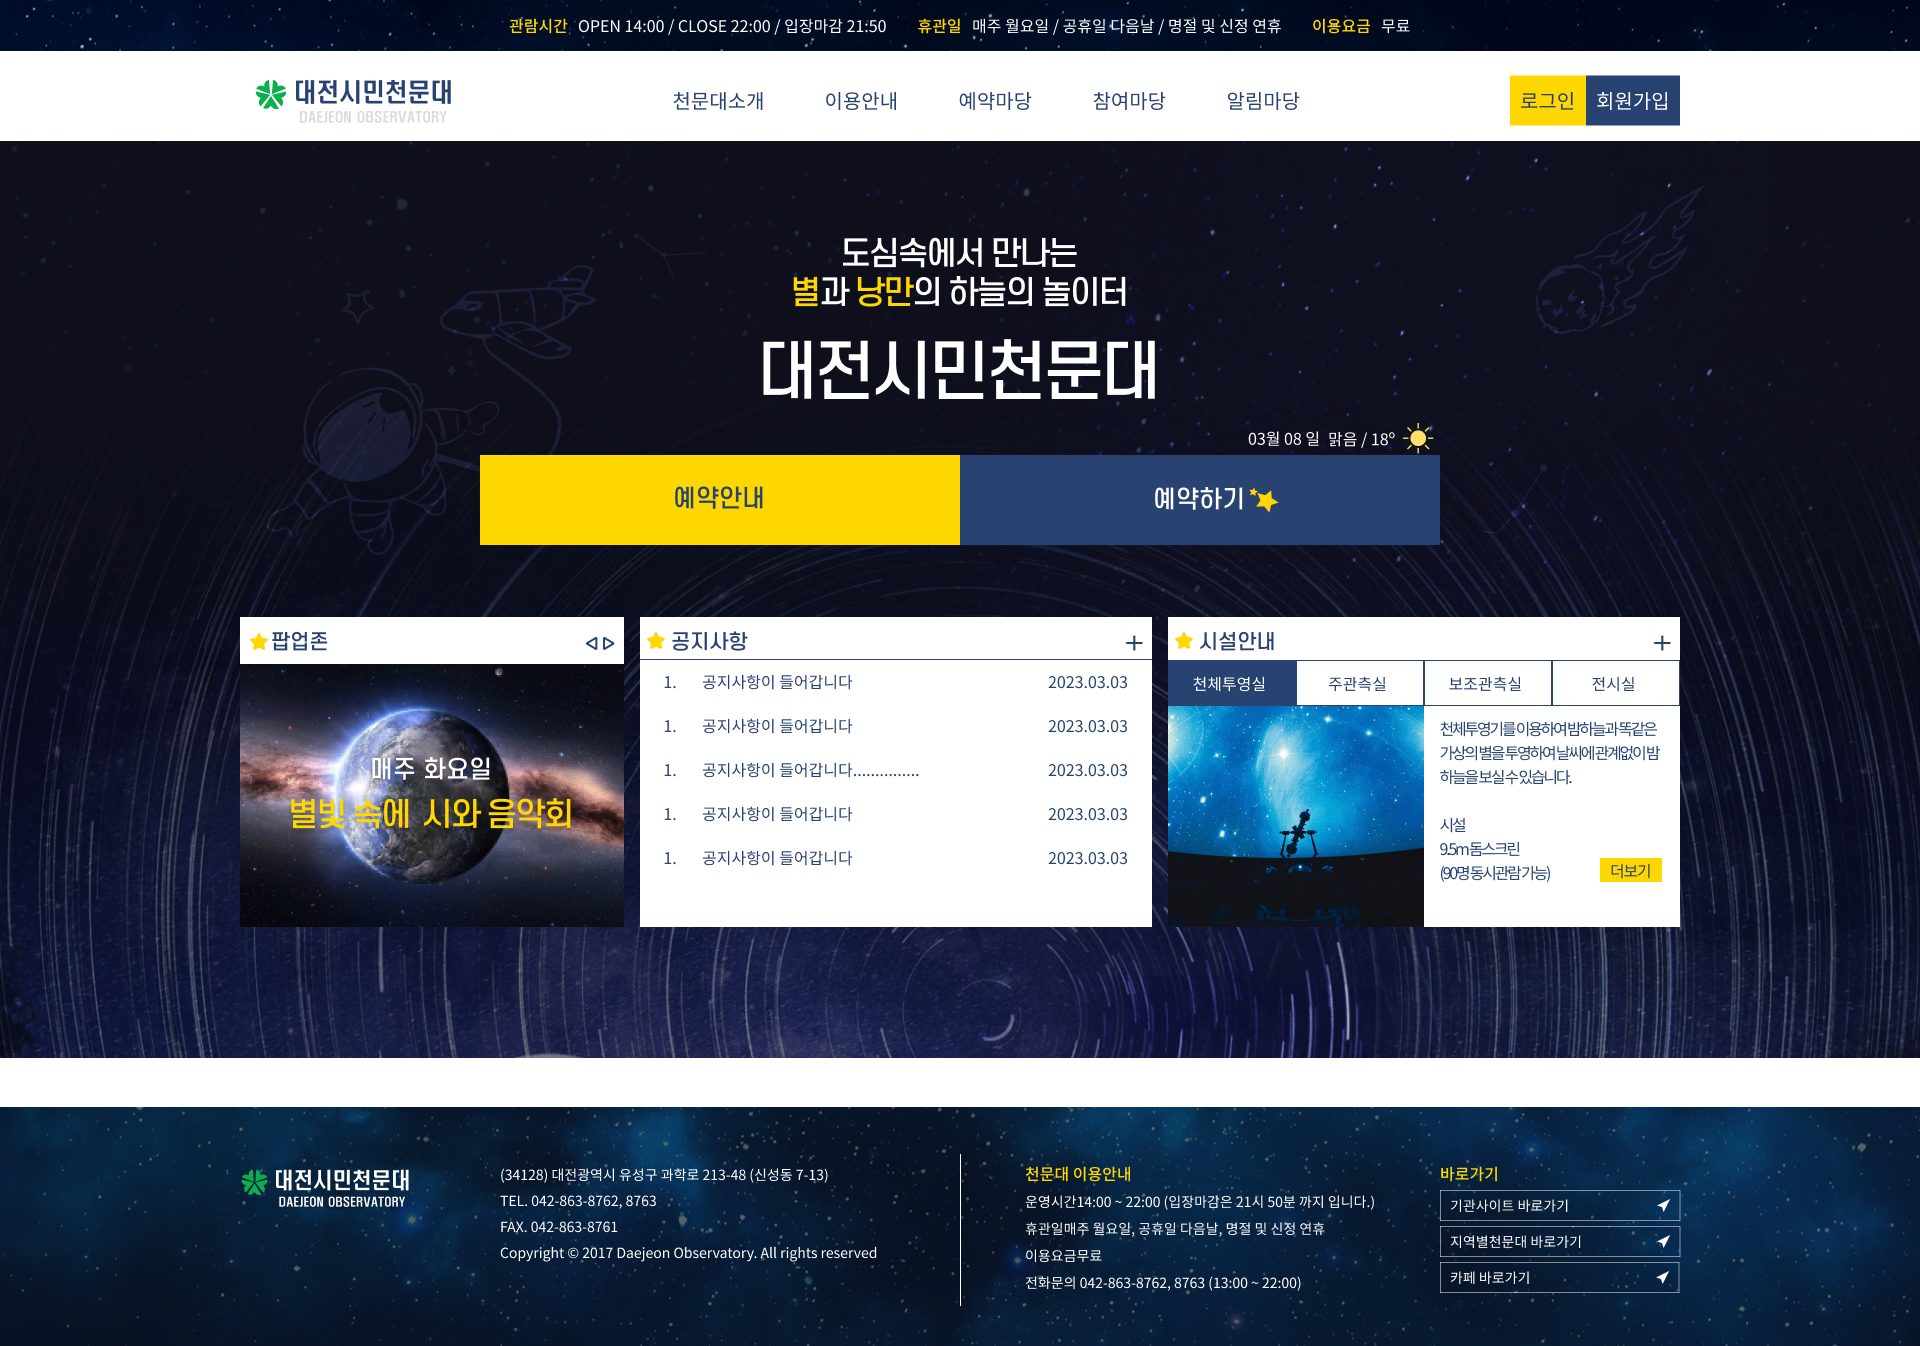 관람시간 OPEN 14:00 / CLOSE 22:00 / 입장마감 21:50 휴관일 매주 월요일 / 공휴일 다음날 / 명절 및 신정 연휴 이용요금 무료
대전시민천문대
DAEJEON OBSERVATORY
천문대소개 이용안내 예약마당 참여마당 알림마당
로그인 회원가입
도심속에서 만나는
별과 낭만의 하늘의 놀이터
대전시민천문대
03월 08 일 맑음 / 18º
예약안내 예약하기
팝업존
매주 화요일
별빛 속에 시와 음악회
공지사항 +
1. 공지사항이 들어갑니다 2023.03.03
1. 공지사항이 들어갑니다 2023.03.03
1. 공지사항이 들어갑니다............... 2023.03.03
1. 공지사항이 들어갑니다 2023.03.03
1. 공지사항이 들어갑니다 2023.03.03
시설안내 +
천체투영실 주관측실 보조관측실 전시실
천체투영기를 이용하여 밤하늘과 똑같은
가상의 별을 투영하여 날씨에 관계없이 밤
하늘을 보실 수 있습니다.
시설
9.5m 돔스크린
(90명 동시관람 가능)
더보기
대전시민천문대
DAEJEON OBSERVATORY
(34128) 대전광역시 유성구 과학로 213-48 (신성동 7-13)
TEL. 042-863-8762, 8763
FAX. 042-863-8761
Copyright © 2017 Daejeon Observatory. All rights reserved
천문대 이용안내
운영시간14:00 ~ 22:00 (입장마감은 21시 50분 까지 입니다.)
휴관일매주 월요일, 공휴일 다음날, 명절 및 신정 연휴
이용요금무료
전화문의 042-863-8762, 8763 (13:00 ~ 22:00)
바로가기
기관사이트 바로가기
지역별천문대 바로가기
카페 바로가기